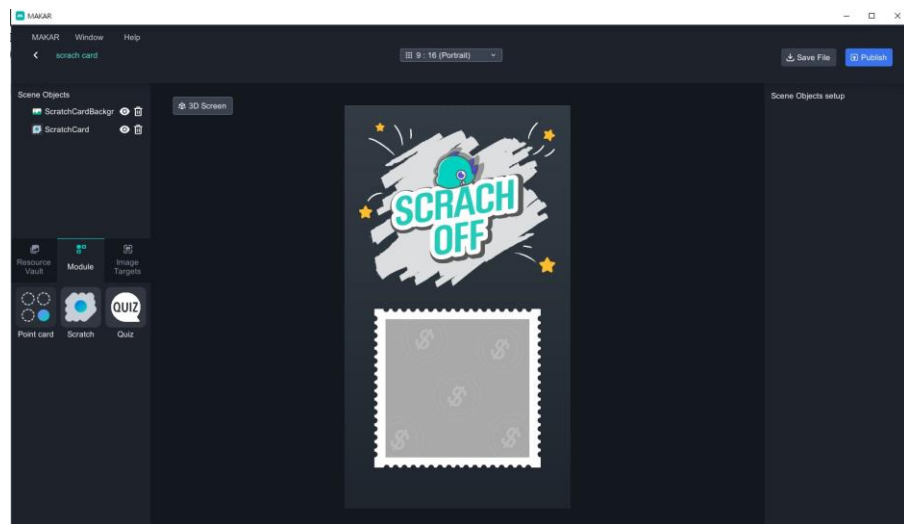 MAKAR
MAKAR Window Help
scrach card
9 : 16 (Portrait)
Save File
Publish
Scene Objects
ScratchCardBackgr
ScratchCard
3D Screen
Scene Objects setup
SCRACH
OFF
Resource
Vault
Module
Image
Targets
QUIZ
Point card
Scratch
Quiz
$
$
$
$
$